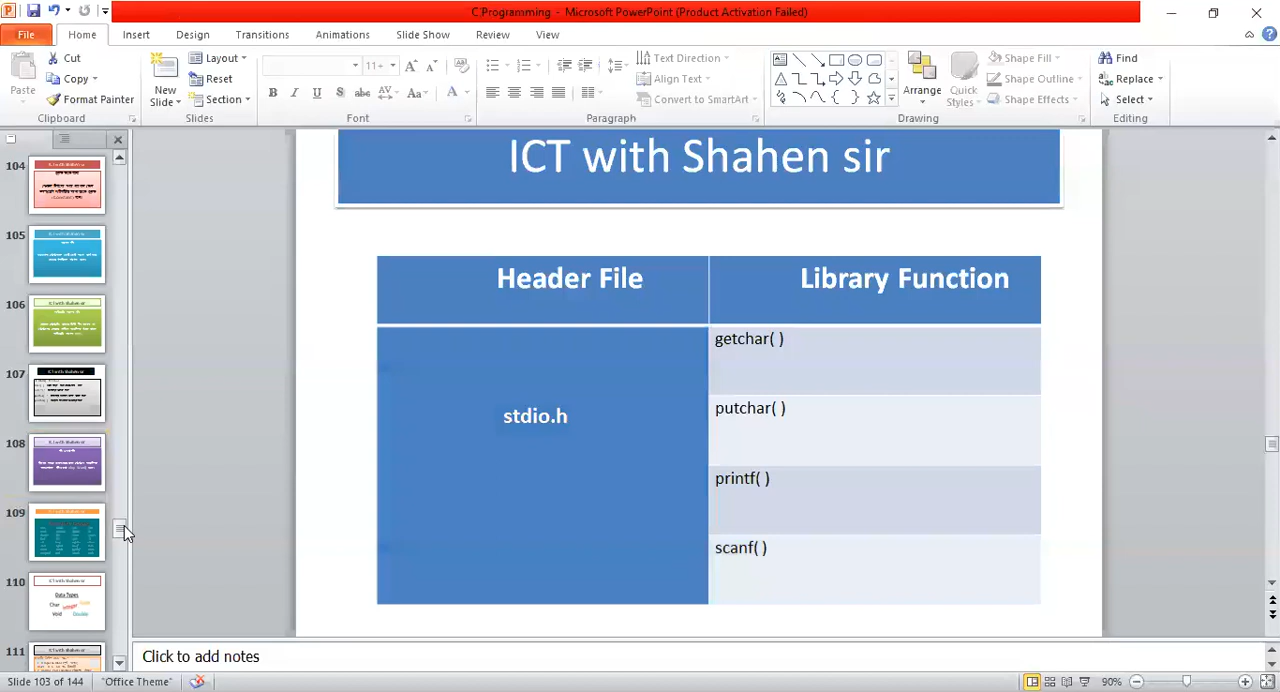 C Programming - Microsoft PowerPoint (Product Activation Failed)
File Home Insert Design Transitions Animations Slide Show Review View
Cut
Copy
Format Painter
Paste
Clipboard
New
Slide
Layout
Reset
Section
Slides
11
Font
Text Direction
Align Text
Convert to SmartArt
Paragraph
Arrange
Quick
Styles
Shape Fill
Shape Outline
Shape Effects
Drawing
Find
Replace
Select
Editing
104
105
106
107
108
109
110
Data Types
Char
Void
111
ICT with Shahen sir
Header File Library Function
stdio.h
getchar( )
putchar( )
printf( )
scanf( )
Click to add notes
Slide 103 of 144 "Office Theme" 90%